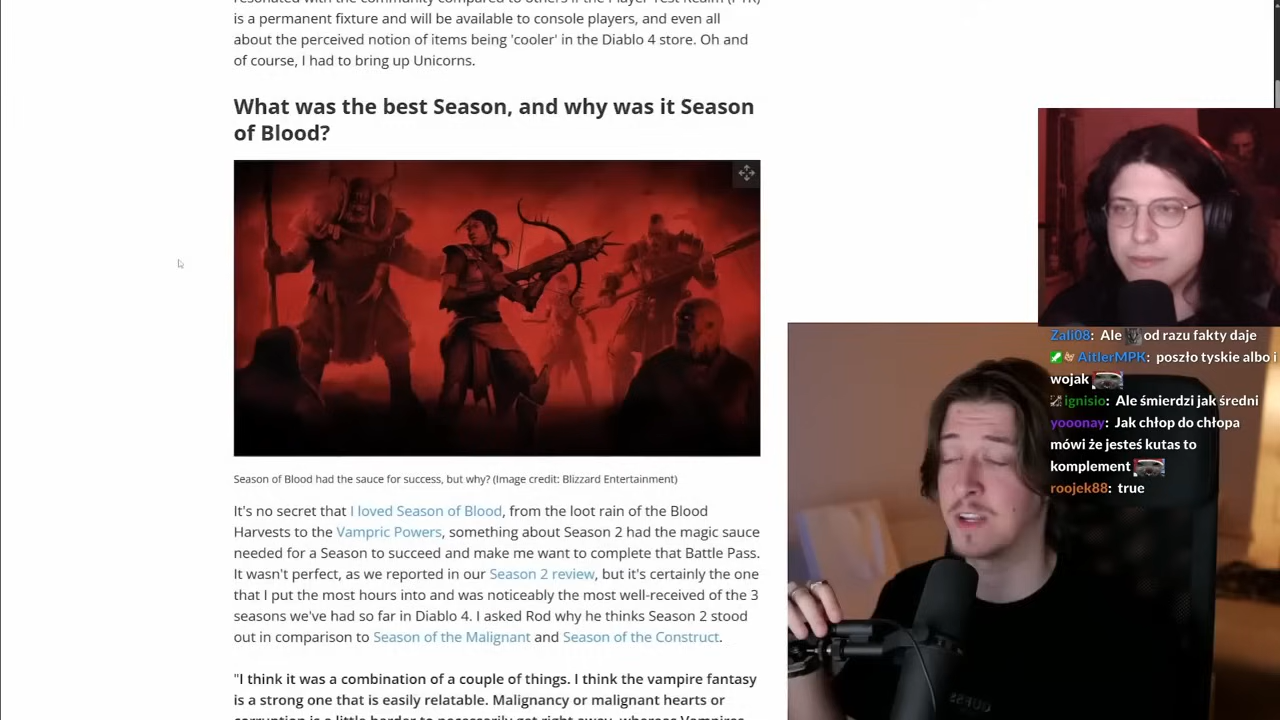 resonated with the community compared to others if the Player Test Realm (PTR)
is a permanent fixture and will be available to console players, and even all
about the perceived notion of items being 'cooler' in the Diablo 4 store. Oh and
of course, I had to bring up Unicorns.
What was the best Season, and why was it Season
of Blood?
Season of Blood had the sauce for success, but why? (Image credit: Blizzard Entertainment)
It's no secret that I loved Season of Blood, from the loot rain of the Blood
Harvests to the Vampric Powers, something about Season 2 had the magic sauce
needed for a Season to succeed and make me want to complete that Battle Pass.
It wasn't perfect, as we reported in our Season 2 review, but it's certainly the one
that I put the most hours into and was noticeably the most well-received of the 3
seasons we've had so far in Diablo 4. I asked Rod why he thinks Season 2 stood
out in comparison to Season of the Malignant and Season of the Construct.
"I think it was a combination of a couple of things. I think the vampire fantasy
is a strong one that is easily relatable. Malignancy or malignant hearts or
corruption is a little harder to necessarily get right away, whereas Vampires
Zali08: Ale od razu fakty daje
AitlerMPK: poszło tyskie albo i
wojak
ignisio: Ale śmierdzi jak średni
yooonay: Jak chłop do chłopa
mówi że jesteś kutas to
komplement
roojek88: true